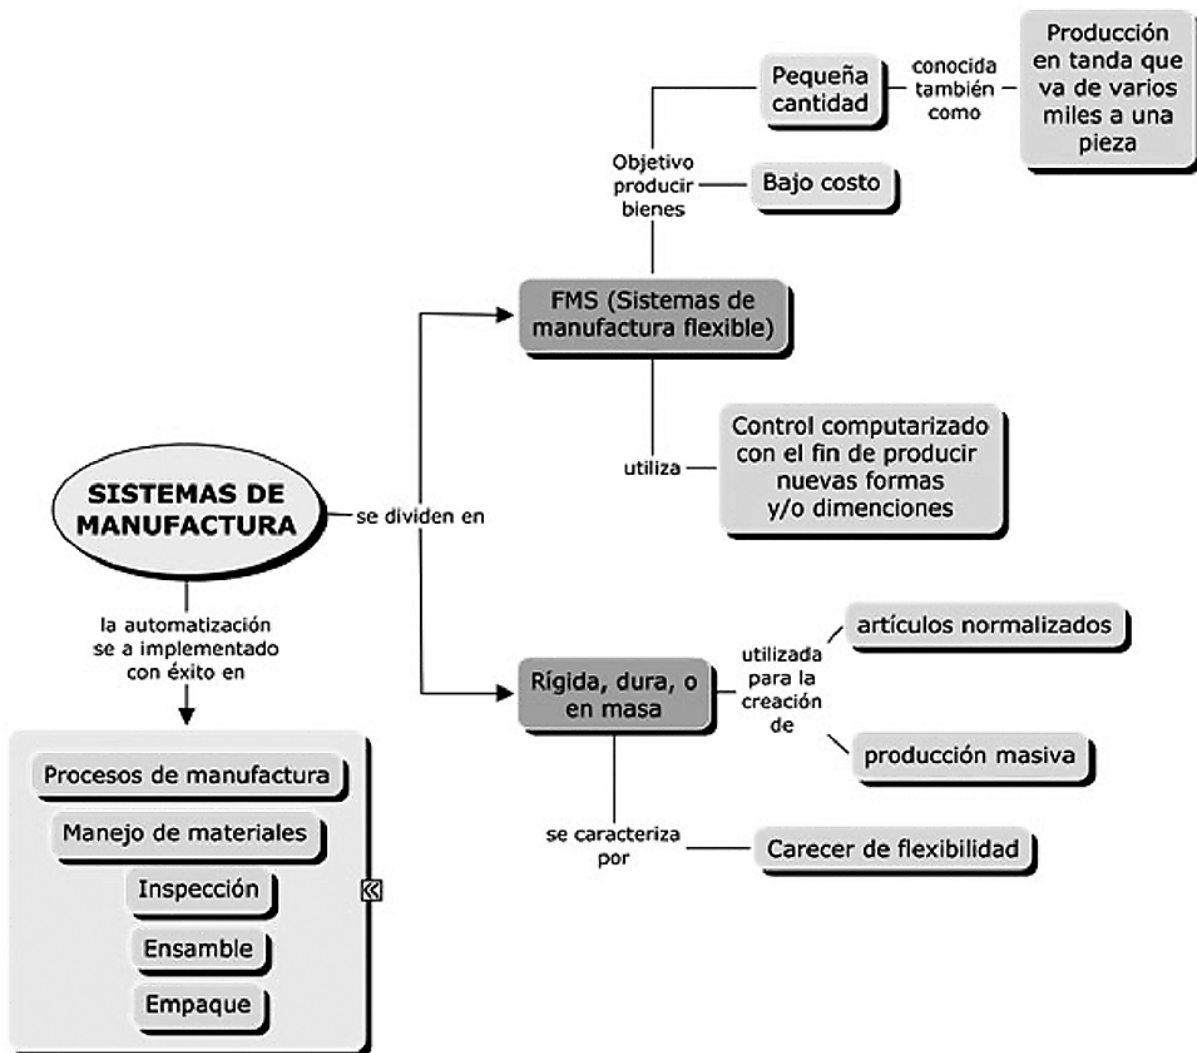 Pequeña
cantidad
conocida
también
como
Producción
en tanda que
va de varios
miles a una
pieza
Objetivo
producir
bienes
Bajo costo
FMS (Sistemas de
manufactura flexible)
utiliza
Control computarizado
con el fin de producir
nuevas formas
y/o dimenciones
SISTEMAS DE
MANUFACTURA
se dividen en
la automatización
se a implementado
con éxito en
Procesos de manufactura
Manejo de materiales
Inspección
Ensamble
Empaque
Rígida, dura, o
en masa
utilizada
para la
creación
de
artículos normalizados
producción masiva
se caracteriza
por
Carecer de flexibilidad